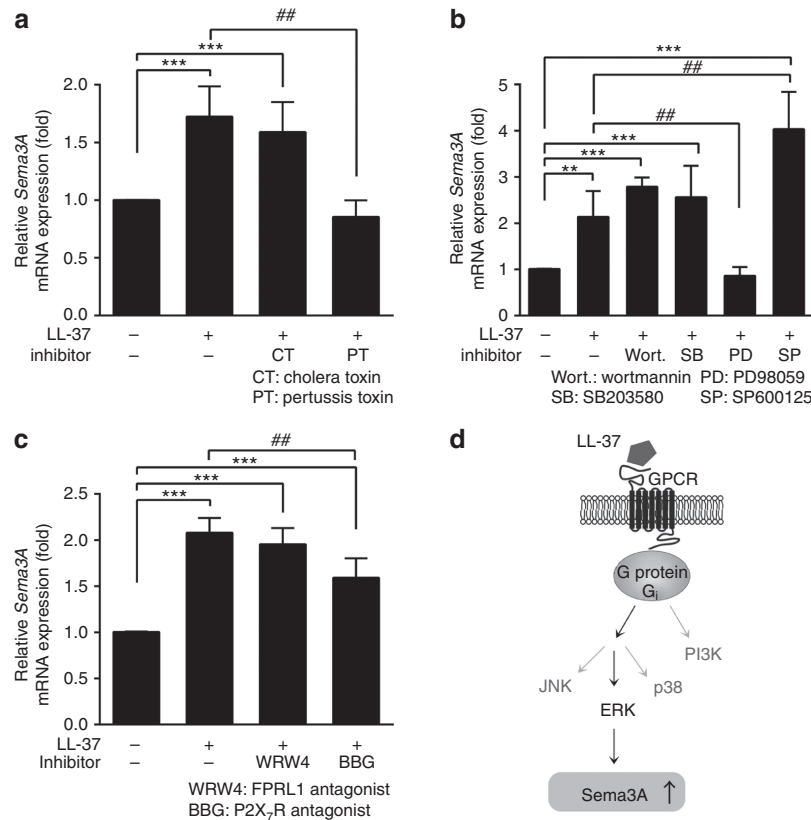 a
##
***
***
Relative Sema3A
mRNA expression (fold)
2.0
1.5
1.0
0.5
0.0
LL-37 – + + +
inhibitor – – CT PT
CT: cholera toxin
PT: pertussis toxin
b
***
##
##
***
***
**
Relative Sema3A
mRNA expression (fold)
5
4
3
2
1
0
LL-37 – + + + + +
inhibitor – – Wort. SB PD SP
Wort.: wortmannin PD: PD98059
SB: SB203580 SP: SP600125
c
##
***
***
***
Relative Sema3A
mRNA expression (fold)
2.5
2.0
1.5
1.0
0.5
0.0
LL-37 – + + +
Inhibitor – – WRW4 BBG
WRW4: FPRL1 antagonist
BBG: P2X₇R antagonist
d
LL-37
GPCR
G protein
Gᵢ
PI3K
JNK
p38
ERK
Sema3A ↑